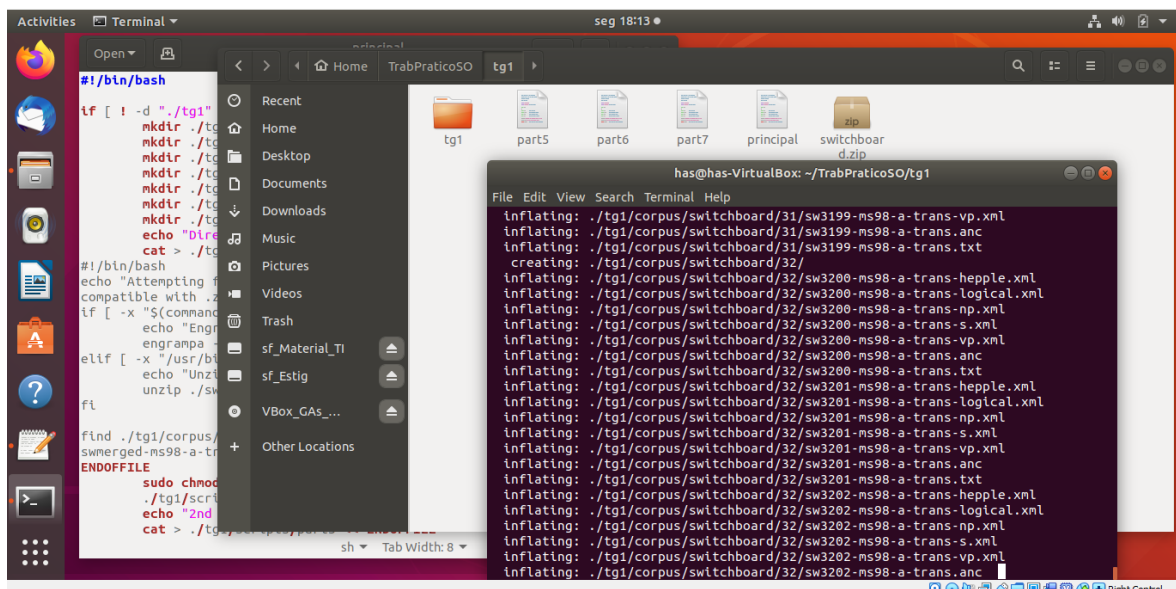 Activities Terminal seg 18:13
Open
#!/bin/bash
if [ ! -d "./tg1"
mkdir ./tg
mkdir ./tg
mkdir ./tg
mkdir ./tg
mkdir ./tg
mkdir ./tg
mkdir ./tg
echo "Dire
cat > ./tg
#!/bin/bash
echo "Attempting f
compatible with .z
if [ -x "$(command
echo "Engr
engrampa -
elif [ -x "/usr/bi
echo "Unzi
unzip ./sw
fi
find ./tg1/corpus/
swmerged-ms98-a-tr
ENDOFFILE
sudo chmod
./tg1/scri
echo "2nd
cat > ./tg
sh Tab Width: 8
Home TrabPraticoSO tg1
Recent
Home
Desktop
Documents
Downloads
Music
Pictures
Videos
Trash
sf_Material_TI
sf_Estig
VBox_GAs_...
Other Locations
zip
tg1 part5 part6 part7 principal switchboar
d.zip
has@has-VirtualBox: ~/TrabPraticoSO/tg1
File Edit View Search Terminal Help
inflating: ./tg1/corpus/switchboard/31/sw3199-ms98-a-trans-vp.xml
inflating: ./tg1/corpus/switchboard/31/sw3199-ms98-a-trans.anc
inflating: ./tg1/corpus/switchboard/31/sw3199-ms98-a-trans.txt
creating: ./tg1/corpus/switchboard/32/
inflating: ./tg1/corpus/switchboard/32/sw3200-ms98-a-trans-hepple.xml
inflating: ./tg1/corpus/switchboard/32/sw3200-ms98-a-trans-logical.xml
inflating: ./tg1/corpus/switchboard/32/sw3200-ms98-a-trans-np.xml
inflating: ./tg1/corpus/switchboard/32/sw3200-ms98-a-trans-s.xml
inflating: ./tg1/corpus/switchboard/32/sw3200-ms98-a-trans-vp.xml
inflating: ./tg1/corpus/switchboard/32/sw3200-ms98-a-trans.anc
inflating: ./tg1/corpus/switchboard/32/sw3200-ms98-a-trans.txt
inflating: ./tg1/corpus/switchboard/32/sw3201-ms98-a-trans-hepple.xml
inflating: ./tg1/corpus/switchboard/32/sw3201-ms98-a-trans-logical.xml
inflating: ./tg1/corpus/switchboard/32/sw3201-ms98-a-trans-np.xml
inflating: ./tg1/corpus/switchboard/32/sw3201-ms98-a-trans-s.xml
inflating: ./tg1/corpus/switchboard/32/sw3201-ms98-a-trans-vp.xml
inflating: ./tg1/corpus/switchboard/32/sw3201-ms98-a-trans.anc
inflating: ./tg1/corpus/switchboard/32/sw3201-ms98-a-trans.txt
inflating: ./tg1/corpus/switchboard/32/sw3202-ms98-a-trans-hepple.xml
inflating: ./tg1/corpus/switchboard/32/sw3202-ms98-a-trans-logical.xml
inflating: ./tg1/corpus/switchboard/32/sw3202-ms98-a-trans-np.xml
inflating: ./tg1/corpus/switchboard/32/sw3202-ms98-a-trans-s.xml
inflating: ./tg1/corpus/switchboard/32/sw3202-ms98-a-trans-vp.xml
inflating: ./tg1/corpus/switchboard/32/sw3202-ms98-a-trans.anc
Right Control